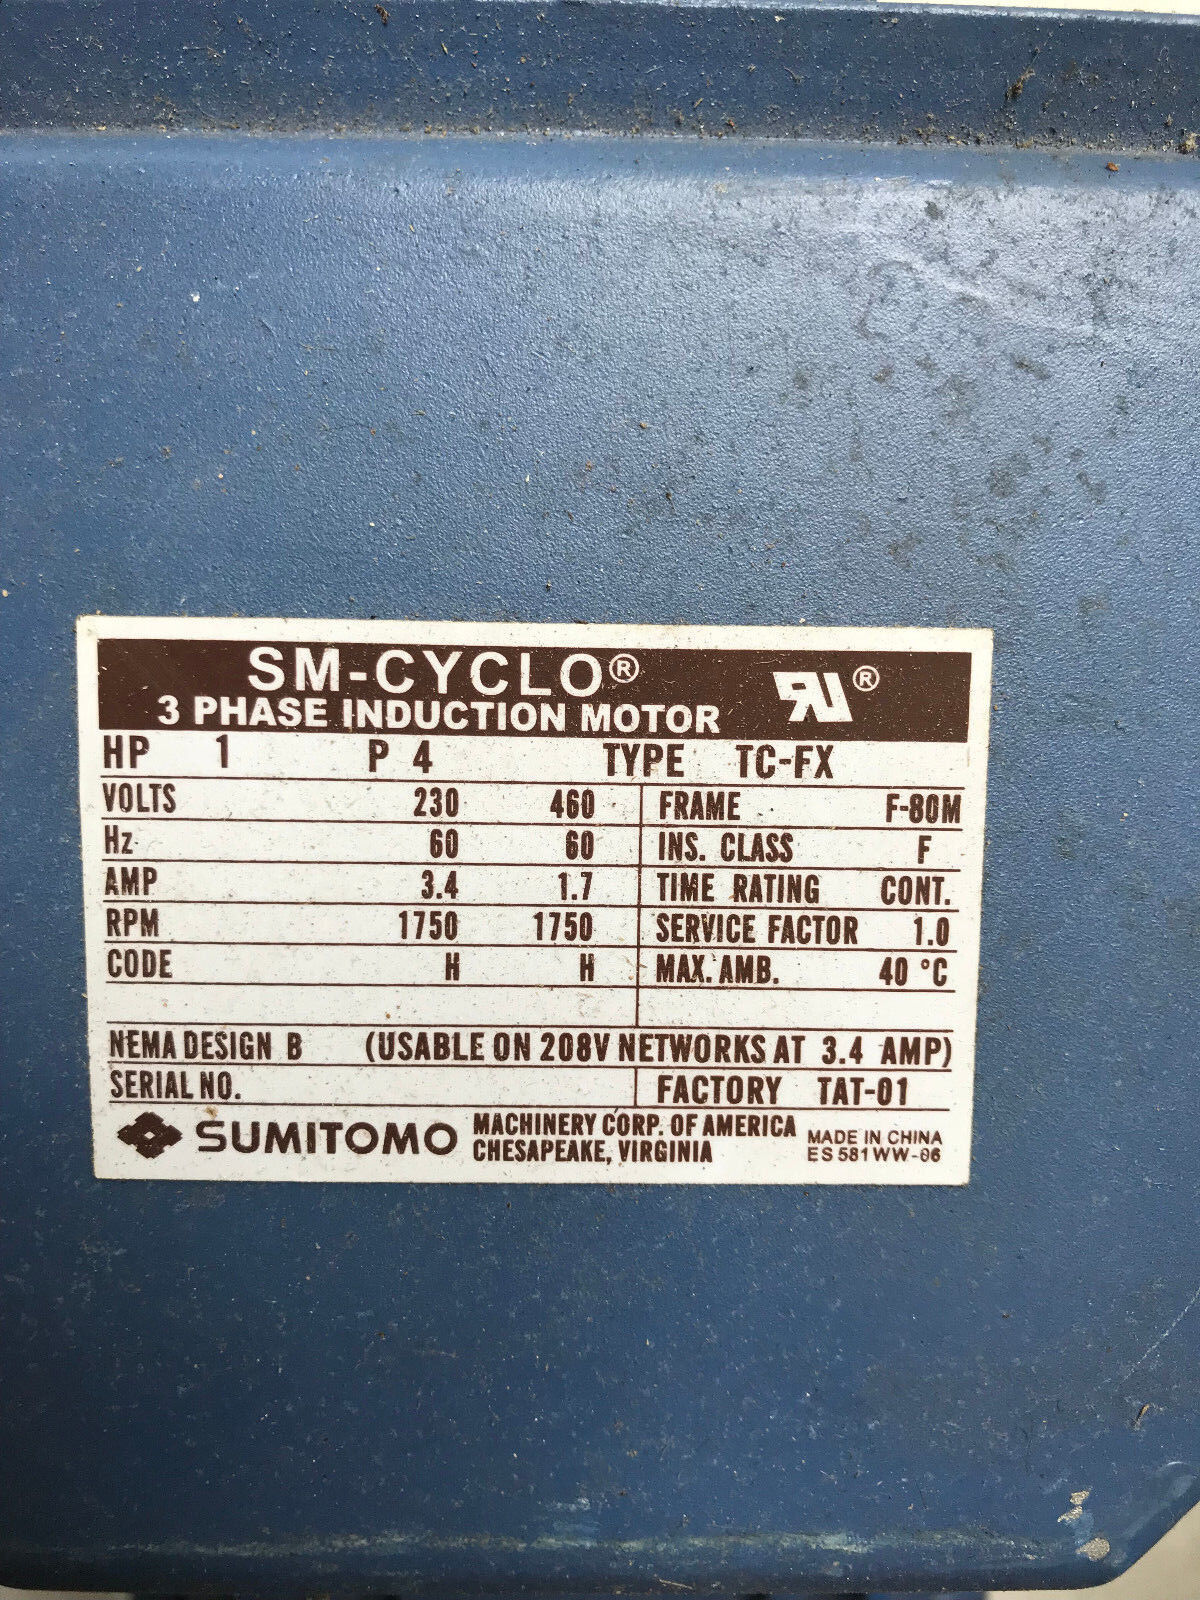 SM-CYCLO®
3 PHASE INDUCTION MOTOR
RU®
HP 1 P 4 TYPE TC-FX
VOLTS 230 460 FRAME F-80M
Hz 60 60 INS. CLASS F
AMP 3.4 1.7 TIME RATING CONT.
RPM 1750 1750 SERVICE FACTOR 1.0
CODE H H MAX. AMB. 40 °C
NEMA DESIGN B (USABLE ON 208V NETWORKS AT 3.4 AMP)
SERIAL NO. FACTORY TAT-01
SUMITOMO
MACHINERY CORP. OF AMERICA
CHESAPEAKE, VIRGINIA
MADE IN CHINA
ES581WW-06